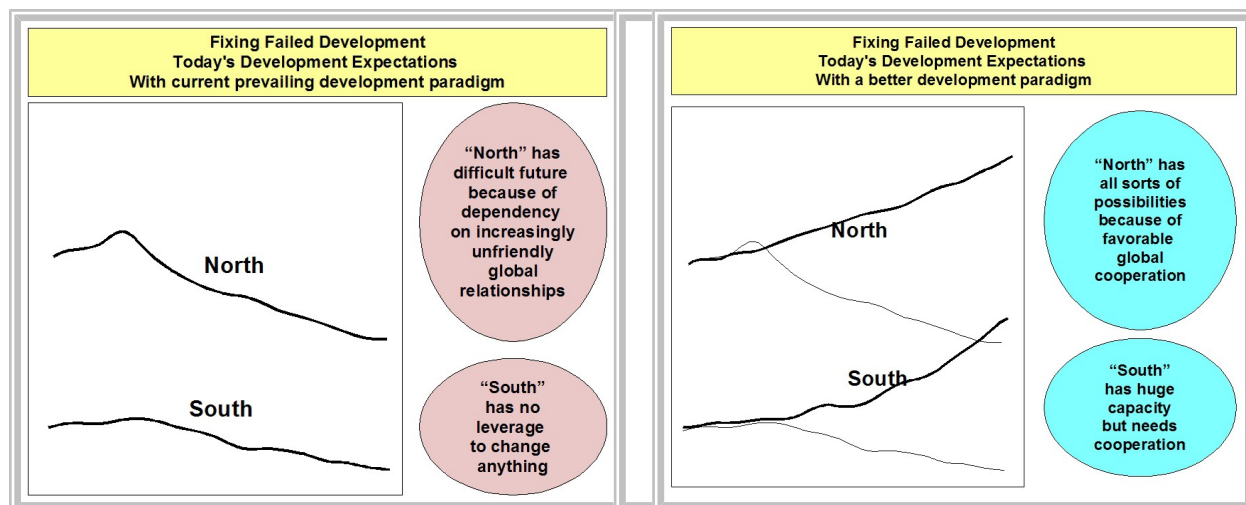 Fixing Failed Development
Today's Development Expectations
With current prevailing development paradigm
“North” has
difficult future
because of
dependency
on increasingly
unfriendly
global
relationships
North
South
“South”
has no
leverage
to change
anything
Fixing Failed Development
Today's Development Expectations
With a better development paradigm
“North” has
all sorts of
possibilities
because of
favorable
global
cooperation
North
South
“South”
has huge
capacity
but needs
cooperation